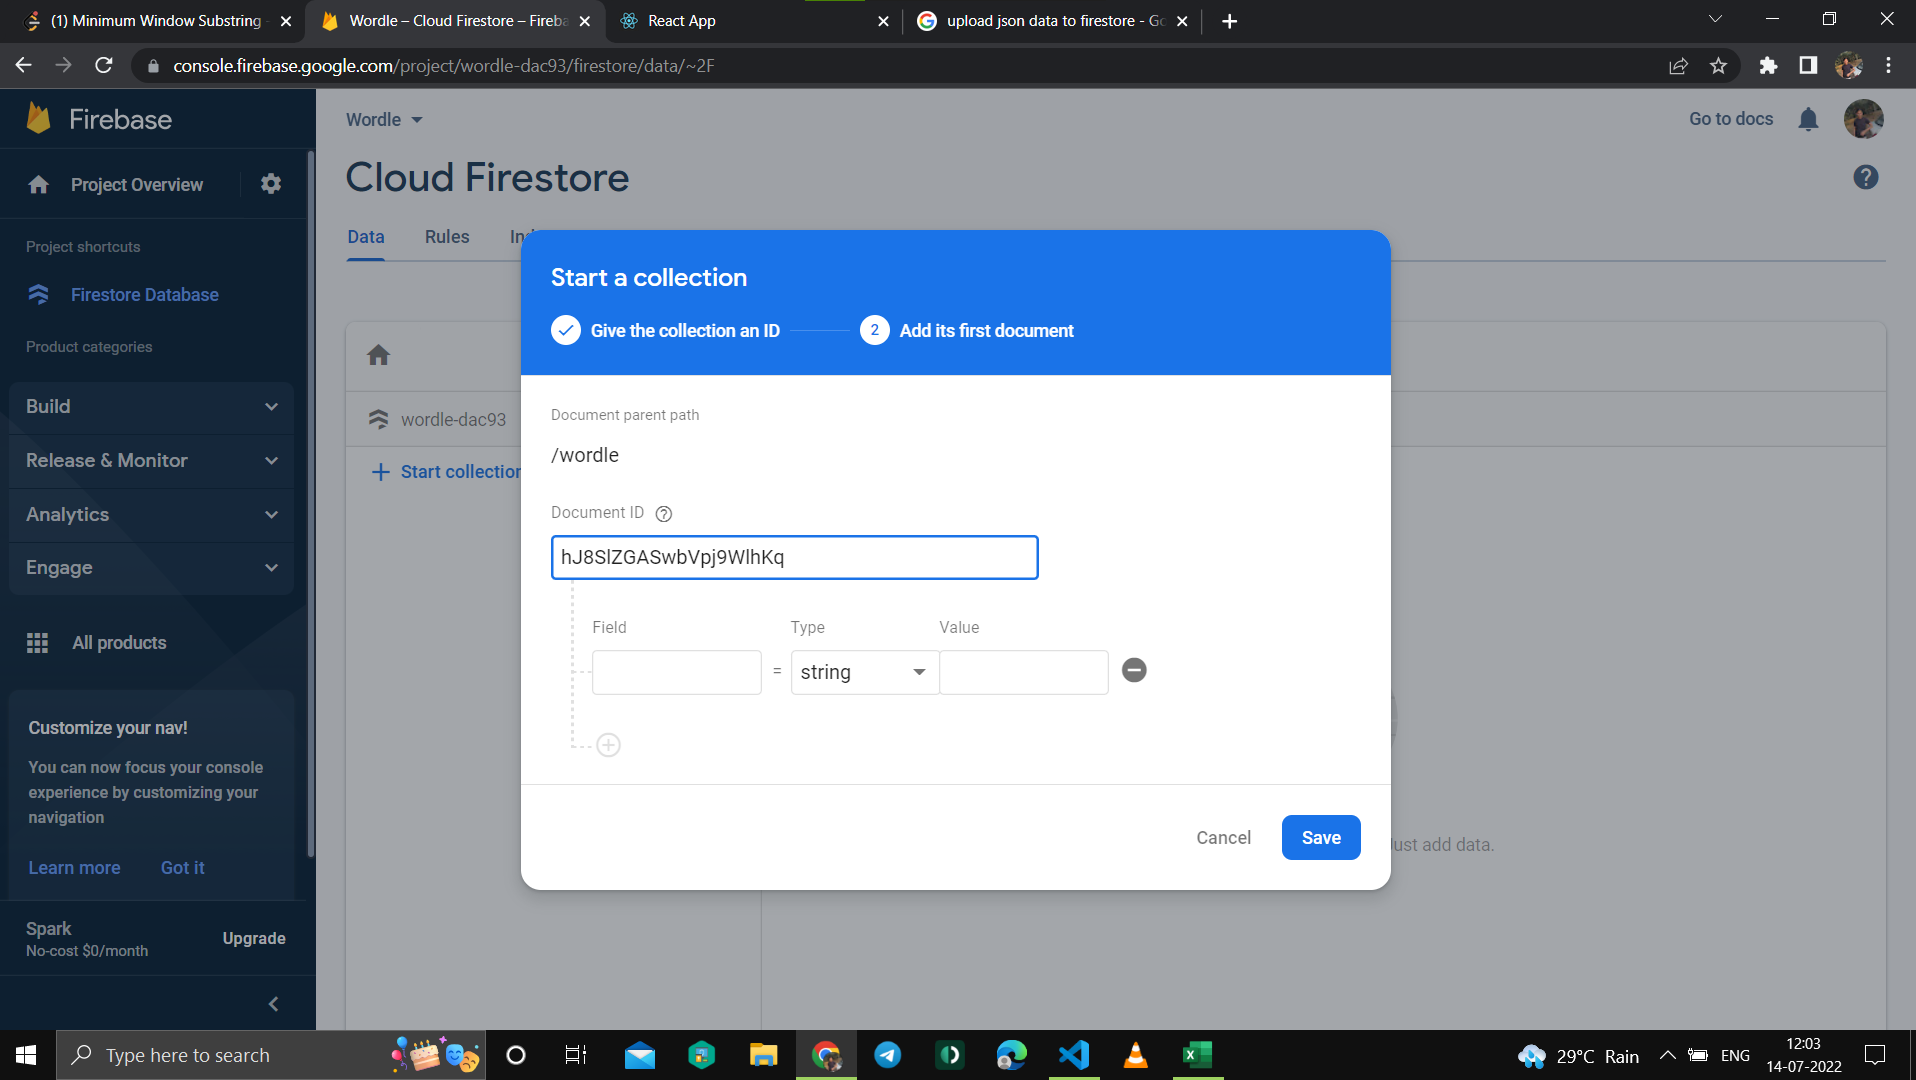 (1) Minimum Window Substring
Wordle – Cloud Firestore – Fireba
React App
upload json data to firestore - Go
console.firebase.google.com/project/wordle-dac93/firestore/data/~2F
Firebase
Wordle
Go to docs
Project Overview
Cloud Firestore
Project shortcuts
Data
Rules
Ind
Firestore Database
Product categories
Build
Release & Monitor
Analytics
Engage
All products
Customize your nav!
You can now focus your console
experience by customizing your
navigation
Learn more
Got it
Spark
No-cost $0/month
Upgrade
wordle-dac93
Start collection
Start a collection
Give the collection an ID
2
Add its first document
Document parent path
/wordle
Document ID
hJ8SlZGASwbVpj9WlhKq
Field
Type
Value
=
string
Cancel
Save
Just add data.
Type here to search
29°C Rain
ENG
12:03
14-07-2022